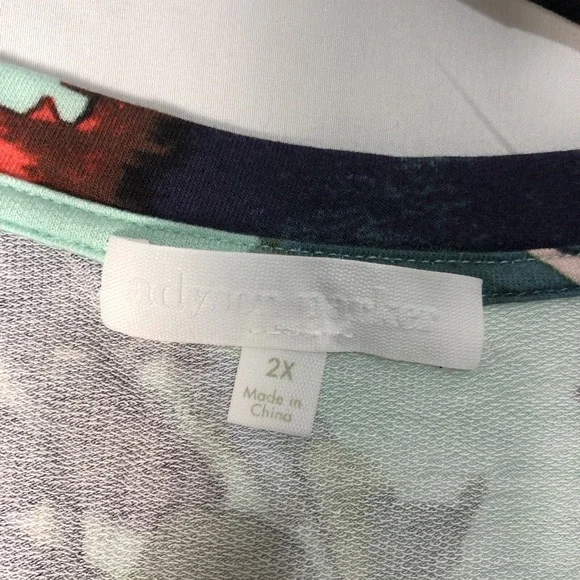 adyson parker
2X
Made in
China